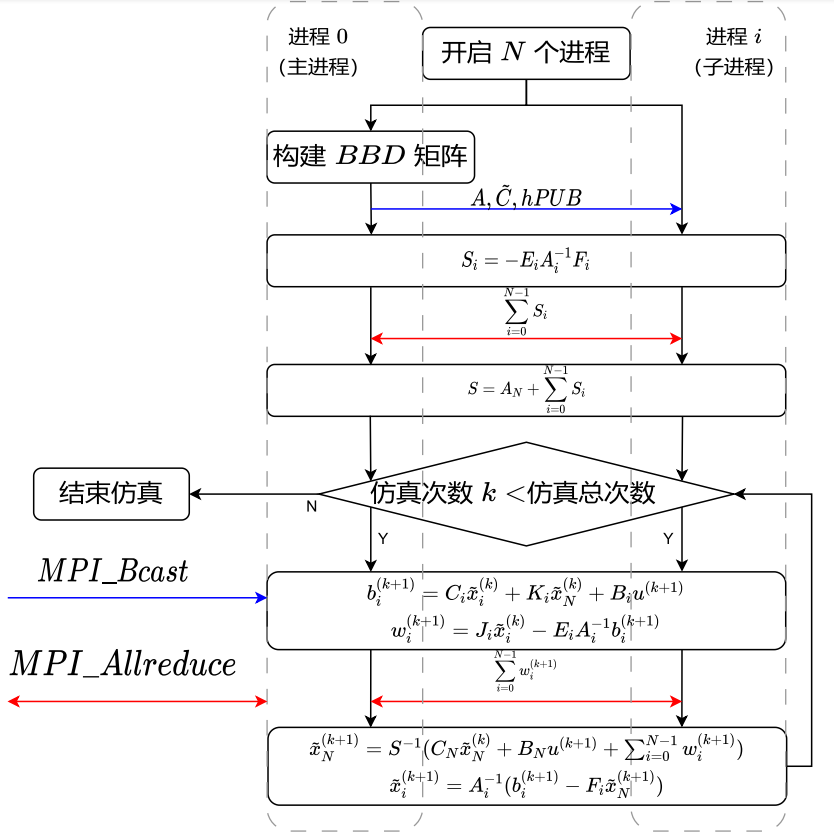 进程 0
（主进程）
开启 N 个进程
进程 i
（子进程）
构建 BBD 矩阵
A, C̃, hPUB
S_i = −E_i A_i^{−1} F_i
∑_{i=0}^{N−1} S_i
S = A_N + ∑_{i=0}^{N−1} S_i
结束仿真
N
仿真次数 k <仿真总次数
Y
Y
MPI_Bcast
b_i^{(k+1)} = C_i x̃_i^{(k)} + K_i x̃_N^{(k)} + B_i u^{(k+1)}
w_i^{(k+1)} = J_i x̃_i^{(k)} − E_i A_i^{−1} b_i^{(k+1)}
MPI_Allreduce
∑_{i=0}^{N−1} w_i^{(k+1)}
x̃_N^{(k+1)} = S^{−1}(C_N x̃_N^{(k)} + B_N u^{(k+1)} + ∑_{i=0}^{N−1} w_i^{(k+1)})
x̃_i^{(k+1)} = A_i^{−1}(b_i^{(k+1)} − F_i x̃_N^{(k+1)})